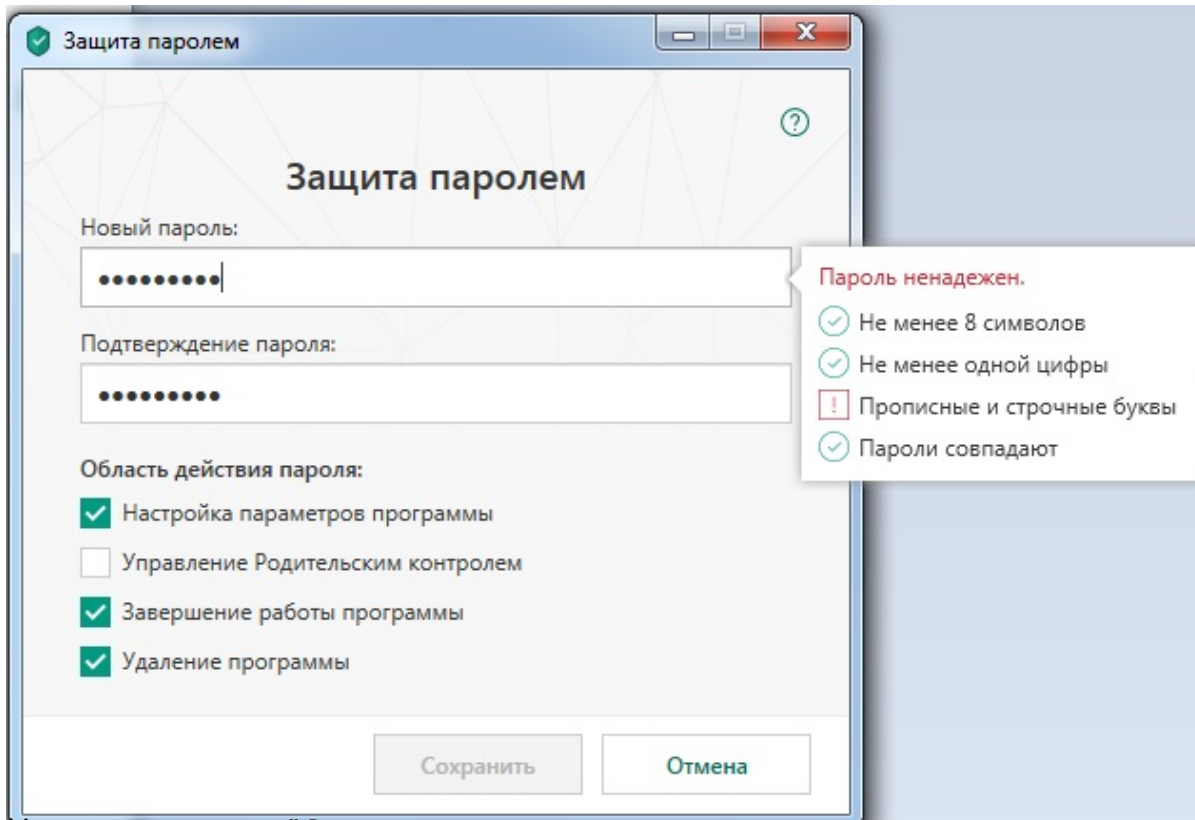 Защита паролем
Защита паролем
Новый пароль:
Пароль ненадежен.
Не менее 8 символов
Не менее одной цифры
Прописные и строчные буквы
Пароли совпадают
Подтверждение пароля:
Область действия пароля:
Настройка параметров программы
Управление Родительским контролем
Завершение работы программы
Удаление программы
Сохранить
Отмена